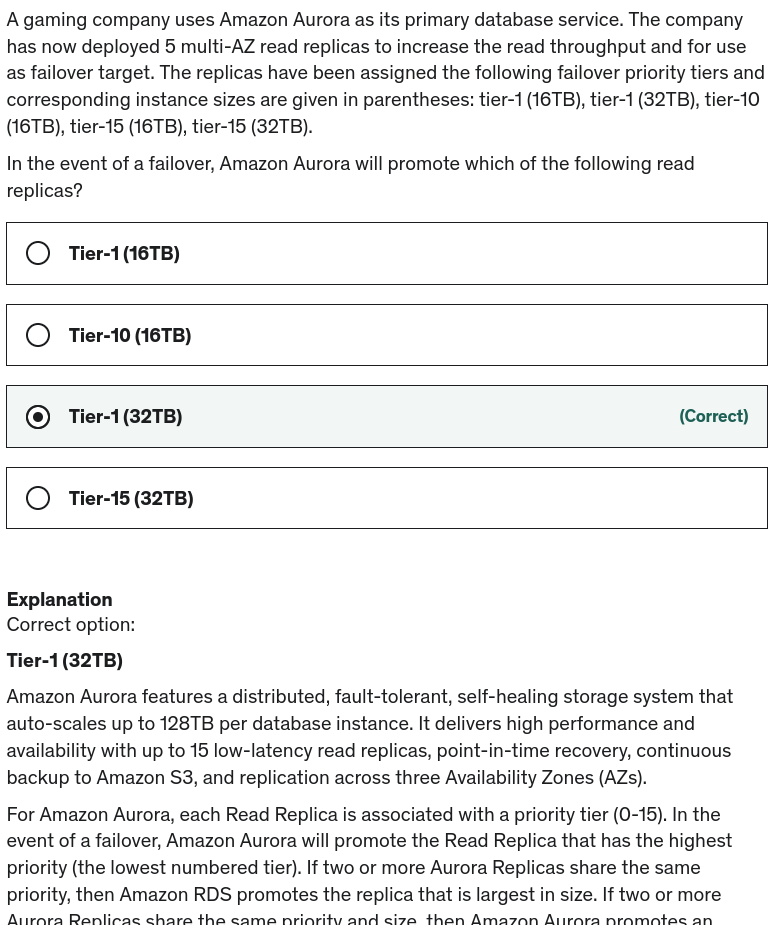 A gaming company uses Amazon Aurora as its primary database service. The company
has now deployed 5 multi-AZ read replicas to increase the read throughput and for use
as failover target. The replicas have been assigned the following failover priority tiers and
corresponding instance sizes are given in parentheses: tier-1 (16TB), tier-1 (32TB), tier-10
(16TB), tier-15 (16TB), tier-15 (32TB).
In the event of a failover, Amazon Aurora will promote which of the following read
replicas?
Tier-1 (16TB)
Tier-10 (16TB)
Tier-1 (32TB) (Correct)
Tier-15 (32TB)
Explanation
Correct option:
Tier-1 (32TB)
Amazon Aurora features a distributed, fault-tolerant, self-healing storage system that
auto-scales up to 128TB per database instance. It delivers high performance and
availability with up to 15 low-latency read replicas, point-in-time recovery, continuous
backup to Amazon S3, and replication across three Availability Zones (AZs).
For Amazon Aurora, each Read Replica is associated with a priority tier (0-15). In the
event of a failover, Amazon Aurora will promote the Read Replica that has the highest
priority (the lowest numbered tier). If two or more Aurora Replicas share the same
priority, then Amazon RDS promotes the replica that is largest in size. If two or more
Aurora Replicas share the same priority and size, then Amazon Aurora promotes an